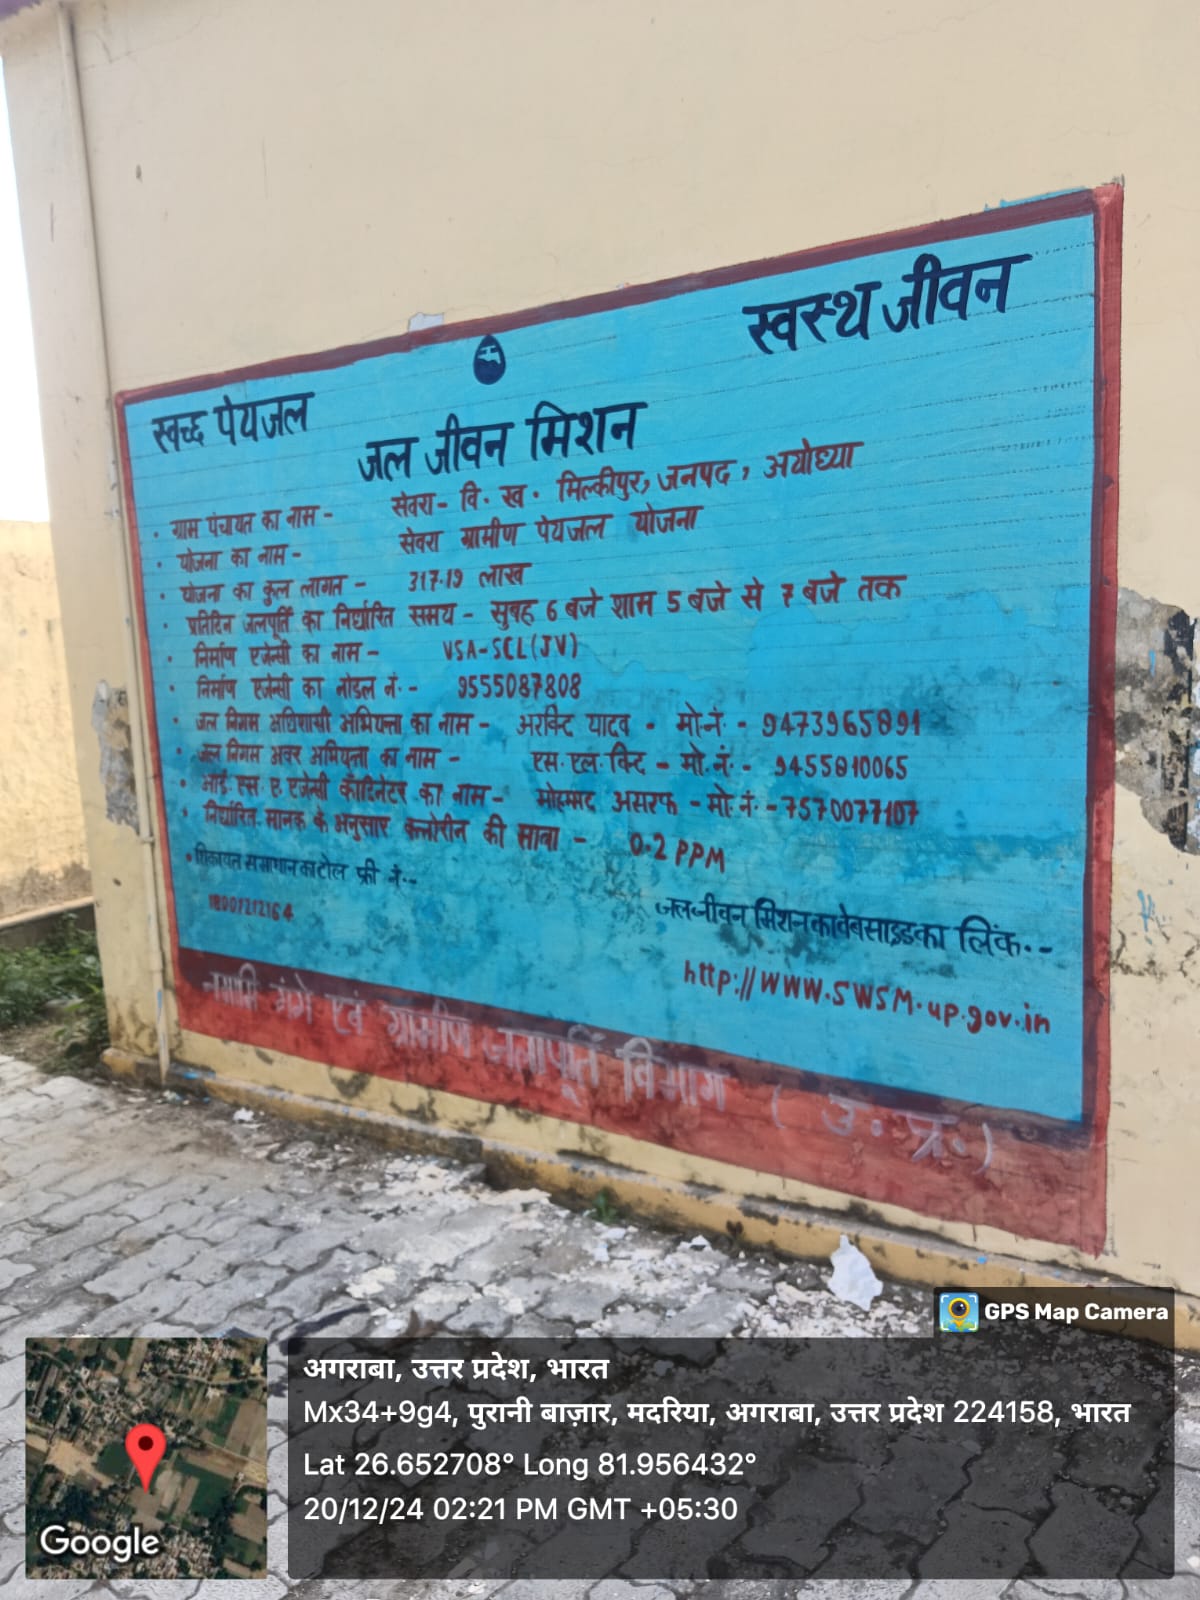 स्वच्छ पेयजल
स्वस्थ जीवन
जल जीवन मिशन
• ग्राम पंचायत का नाम - सेवरा - वि. ख. मिल्कीपुर, जनपद, अयोध्या
• योजना का नाम - सेवरा ग्रामीण पेयजल योजना
• योजना का कुल लागत - 317.19 लाख
• प्रतिदिन जलपूर्ति का निर्धारित समय - सुबह 6 बजे शाम 5 बजे से 7 बजे तक
• निर्माण एजेन्सी का नाम - VSA-SCL(JV)
• निर्माण एजेन्सी का नोडल नं.- 9555087808
• जल निगम अधिशासी अभियन्ता का नाम - अरविन्द यादव - मो.नं. - 9473965891
• जल निगम अवर अभियन्ता का नाम - एस. एल. - मो. नं. - 9455810065
• आई. एस. ए एजेन्सी का नाम - मोहम्मद असरफ - मो. नं. - 7570077107
• निर्धारित मानक के अनुसार क्लोरीन की मात्रा - 0.2 PPM
• शिकायत समाधान का टोल फ्री नं.--
18001212164
जल जीवन मिशन का वेबसाइड का लिंक.--
http://www.SWSM.up.gov.in
नमामि गंगे एवं ग्रामीण जलापूर्ति विभाग ( उ. प्र. )
GPS Map Camera
अगराबा, उत्तर प्रदेश, भारत
Mx34+9g4, पुरानी बाज़ार, मदरिया, अगराबा, उत्तर प्रदेश 224158, भारत
Lat 26.652708° Long 81.956432°
20/12/24 02:21 PM GMT +05:30
Google